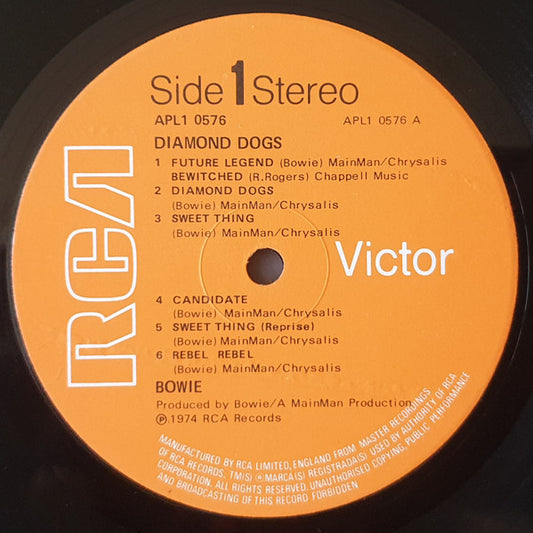 Side 1 Stereo
APL1 0576 APL1 0576 A
DIAMOND DOGS
1 FUTURE LEGEND (Bowie) MainMan/Chrysalis
BEWITCHED (R.Rogers) Chappell Music
2 DIAMOND DOGS
(Bowie) MainMan/Chrysalis
3 SWEET THING
(Bowie) MainMan/Chrysalis
RCA
Victor
4 CANDIDATE
(Bowie) MainMan/Chrysalis
5 SWEET THING (Reprise)
(Bowie) MainMan/Chrysalis
6 REBEL REBEL
(Bowie) MainMan/Chrysalis
BOWIE
Produced by Bowie/A MainMan Production
℗1974 RCA Records
MANUFACTURED BY RCA LIMITED, ENGLAND FROM MASTER RECORDINGS
OF RCA RECORDS. TM(S) ® MARCA(S) REGISTRADA(S) USED BY AUTHORITY OF RCA
CORPORATION. ALL RIGHTS RESERVED. UNAUTHORISED COPYING, PUBLIC PERFORMANCE
AND BROADCASTING OF THIS RECORD FORBIDDEN